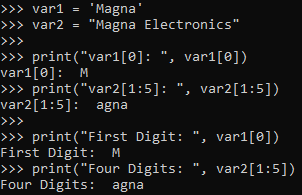 >>> var1 = 'Magna'
>>> var2 = "Magna Electronics"
>>>
>>> print("var1[0]: ", var1[0])
var1[0]:  M
>>> print("var2[1:5]: ", var2[1:5])
var2[1:5]:  agna
>>>
>>> print("First Digit: ", var1[0])
First Digit:  M
>>> print("Four Digits: ", var2[1:5])
Four Digits:  agna